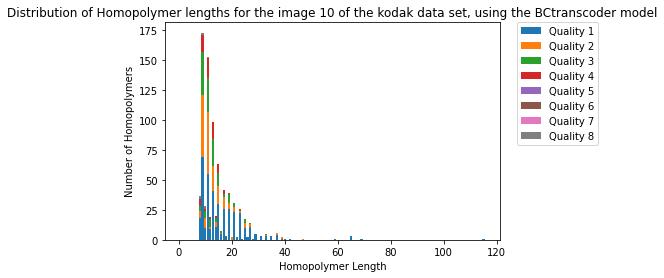 Distribution of Homopolymer lengths for the image 10 of the kodak data set, using the BCtranscoder model
175
150
125
100
75
50
25
0
Number of Homopolymers
0 20 40 60 80 100 120
Homopolymer Length
Quality 1
Quality 2
Quality 3
Quality 4
Quality 5
Quality 6
Quality 7
Quality 8